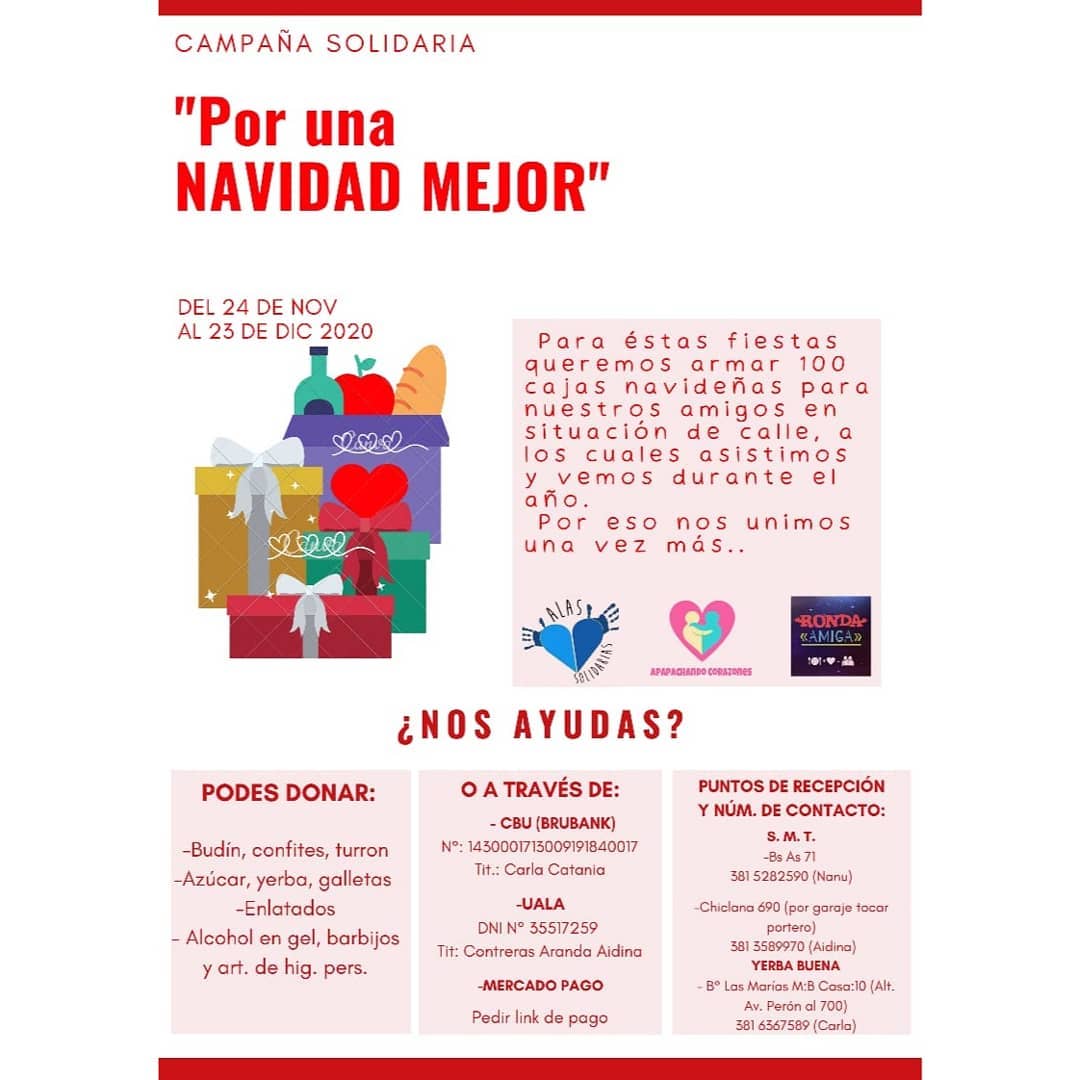 CAMPAÑA SOLIDARIA
"Por una
NAVIDAD MEJOR"
DEL 24 DE NOV
AL 23 DE DIC 2020
Canva
Canva
Para éstas fiestas
queremos armar 100
cajas navideñas para
nuestros amigos en
situación de calle, a
los cuales asistimos
y vemos durante el
año.
Por eso nos unimos
una vez más..
ALAS
SOLIDARIAS
APAPACHANDO CORAZONES
RONDA
«AMIGA»
¿NOS AYUDAS?
PODES DONAR:
-Budín, confites, turron
-Azúcar, yerba, galletas
-Enlatados
- Alcohol en gel, barbijos
y art. de hig. pers.
O A TRAVÉS DE:
- CBU (BRUBANK)
N°: 1430001713009191840017
Tit.: Carla Catania
-UALA
DNI N° 35517259
Tit: Contreras Aranda Aidina
-MERCADO PAGO
Pedir link de pago
PUNTOS DE RECEPCIÓN
Y NÚM. DE CONTACTO:
S. M. T.
-Bs As 71
381 5282590 (Nanu)
-Chiclana 690 (por garaje tocar
portero)
381 3589970 (Aidina)
YERBA BUENA
- B° Las Marías M:B Casa:10 (Alt.
Av. Perón al 700)
381 6367589 (Carla)